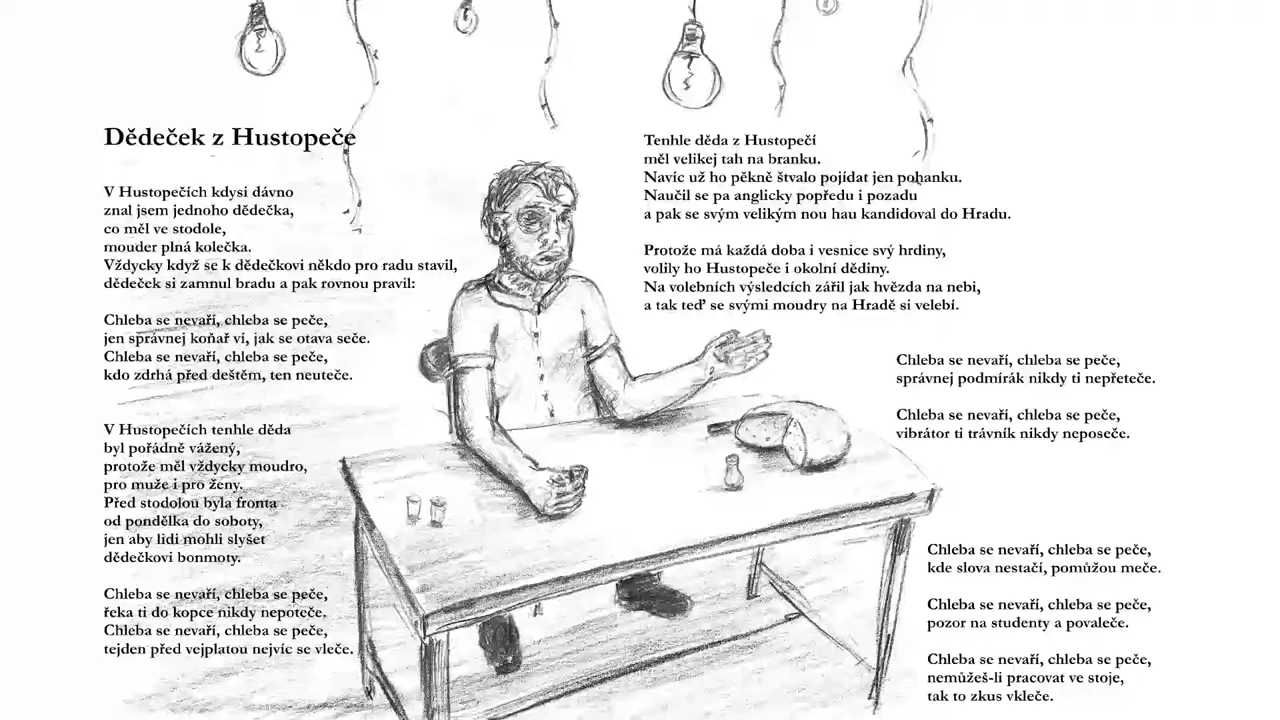 Dědeček z Hustopeče
V Hustopečích kdysi dávno
znal jsem jednoho dědečka,
co měl ve stodole,
mouder plná kolečka.
Vždycky když se k dědečkovi někdo pro radu stavil,
dědeček si zamnul bradu a pak rovnou pravil:
Chleba se nevaří, chleba se peče,
jen správnej koňař ví, jak se otava seče.
Chleba se nevaří, chleba se peče,
kdo zdrhá před deštěm, ten neuteče.
V Hustopečích tenhle děda
byl pořádně vážený,
protože měl vždycky moudro,
pro muže i pro ženy.
Před stodolou byla fronta
od pondělka do soboty,
jen aby lidi mohli slyšet
dědečkovi bonmoty.
Chleba se nevaří, chleba se peče,
řeka ti do kopce nikdy nepoteče.
Chleba se nevaří, chleba se peče,
tejden před vejplatou nejvíc se vleče.
Tenhle děda z Hustopečí
měl velikej tah na branku.
Navíc už ho pěkně štvalo pojídat jen pohanku.
Naučil se pa anglicky popředu i pozadu
a pak se svým velikým nou hau kandidoval do Hradu.
Protože má každá doba i vesnice svý hrdiny,
volily ho Hustopeče i okolní dědiny.
Na volebních výsledcích zářil jak hvězda na nebi,
a tak teď se svými moudry na Hradě si velebí.
Chleba se nevaří, chleba se peče,
správnej podmírák nikdy ti nepřeteče.
Chleba se nevaří, chleba se peče,
vibrátor ti trávník nikdy neposeče.
Chleba se nevaří, chleba se peče,
kde slova nestačí, pomůžou meče.
Chleba se nevaří, chleba se peče,
pozor na studenty a povaleče.
Chleba se nevaří, chleba se peče,
nemůžeš-li pracovat ve stoje,
tak to zkus vkleče.